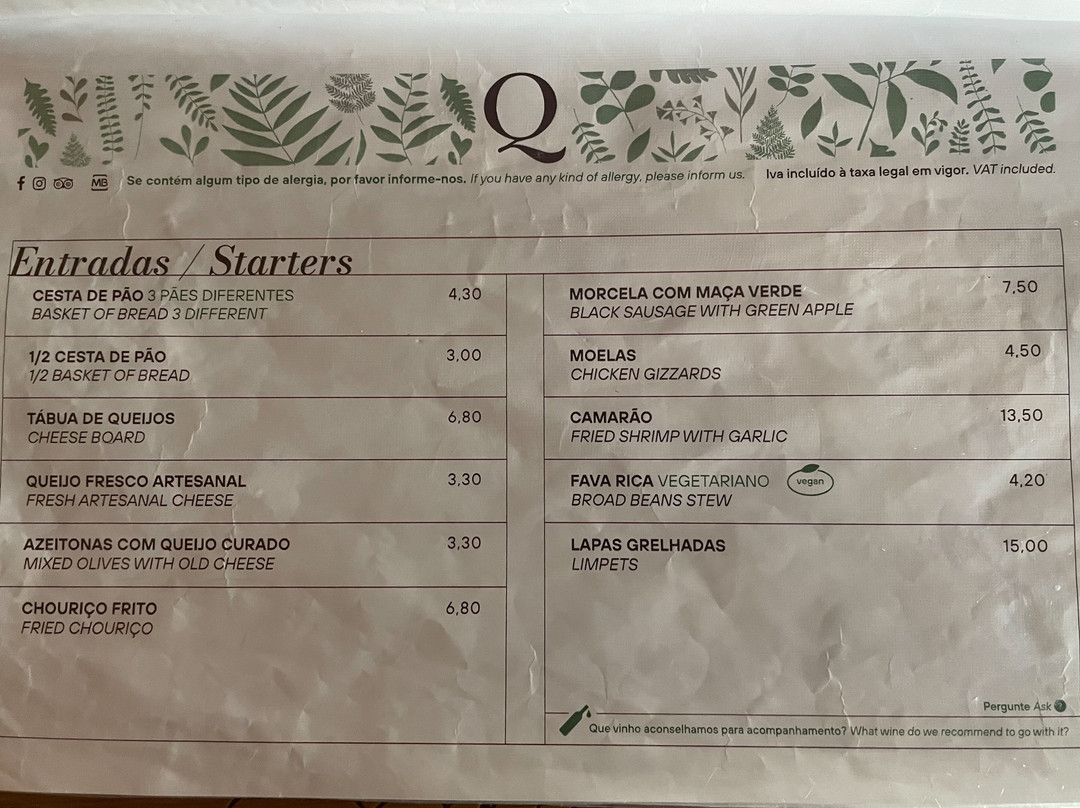 Q
MB
Se contém algum tipo de alergia, por favor informe-nos. If you have any kind of allergy, please inform us.
Iva incluído à taxa legal em vigor. VAT included.
Entradas / Starters
CESTA DE PÃO 3 PÃES DIFERENTES 4,30
BASKET OF BREAD 3 DIFFERENT
1/2 CESTA DE PÃO 3,00
1/2 BASKET OF BREAD
TÁBUA DE QUEIJOS 6,80
CHEESE BOARD
QUEIJO FRESCO ARTESANAL 3,30
FRESH ARTESANAL CHEESE
AZEITONAS COM QUEIJO CURADO 3,30
MIXED OLIVES WITH OLD CHEESE
CHOURIÇO FRITO 6,80
FRIED CHOURIÇO
MORCELA COM MAÇA VERDE 7,50
BLACK SAUSAGE WITH GREEN APPLE
MOELAS 4,50
CHICKEN GIZZARDS
CAMARÃO 13,50
FRIED SHRIMP WITH GARLIC
FAVA RICA VEGETARIANO vegan 4,20
BROAD BEANS STEW
LAPAS GRELHADAS 15,00
LIMPETS
Pergunte Ask ?
Que vinho aconselhamos para acompanhamento? What wine do we recommend to go with it?